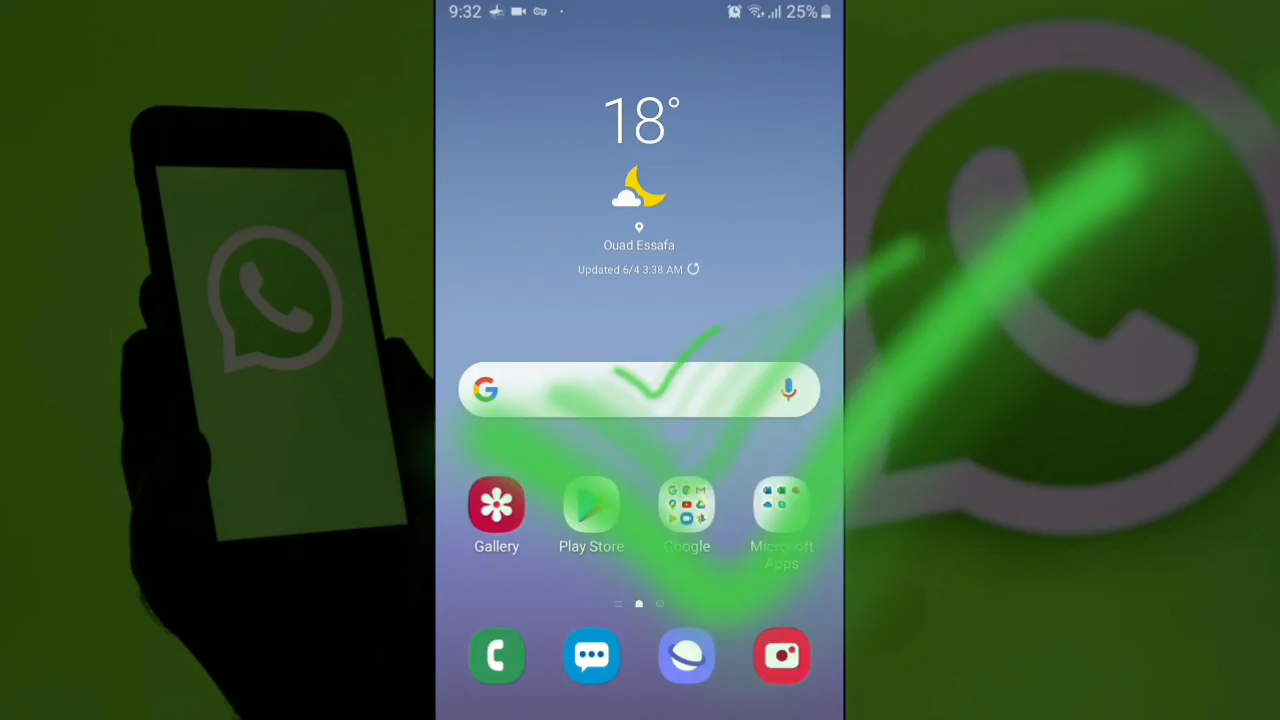 9:32
25%
18°
Ouad Essafa
Updated 6/4 3:38 AM
Gallery
Play Store
Google
Microsoft
Apps